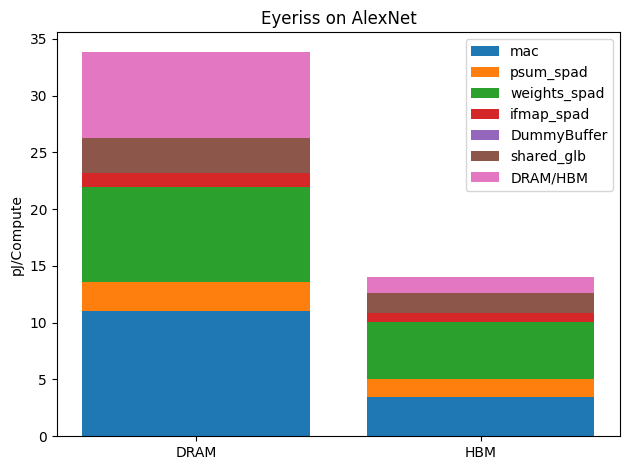 Eyeriss on AlexNet
35
30
25
20
15
10
5
0
pJ/Compute
mac
psum_spad
weights_spad
ifmap_spad
DummyBuffer
shared_glb
DRAM/HBM
DRAM
HBM